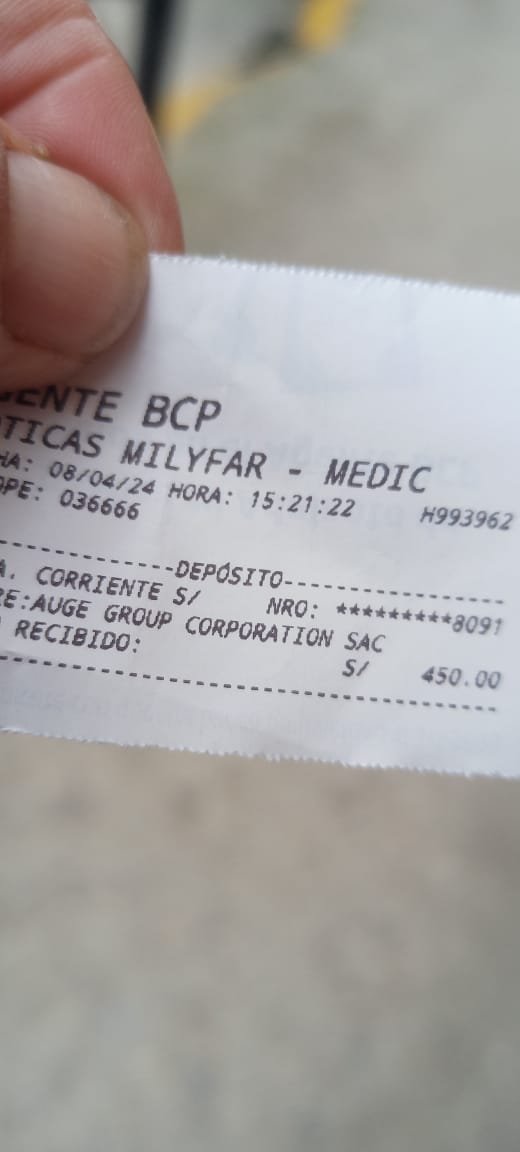 ENTE BCP
TICAS MILYFAR - MEDIC
HA: 08/04/24 HORA: 15:21:22 H993962
OPE: 036666
------------DEPÓSITO------------
A. CORRIENTE S/ NRO: *********8091
RE:AUGE GROUP CORPORATION SAC
RECIBIDO: S/ 450.00